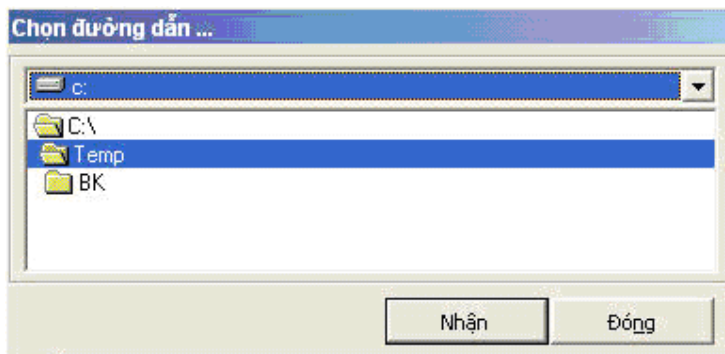 Chọn đường dẫn ...
c:
C:\
Temp
BK
Nhận
Đóng